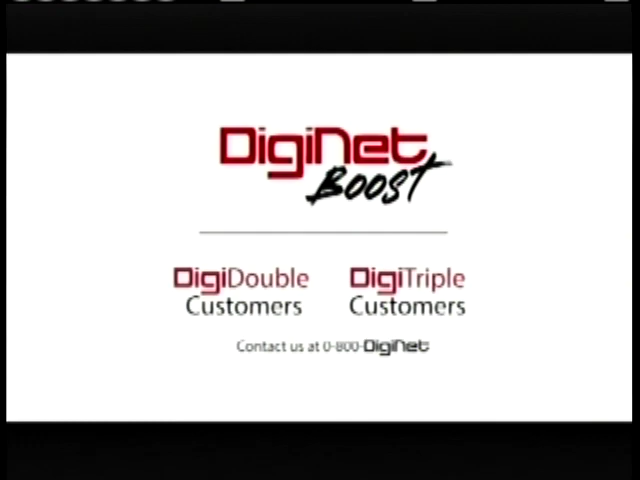 DigiNet
BOOST
DigiDouble DigiTriple
Customers Customers
Contact us at 0-800-DigiNet